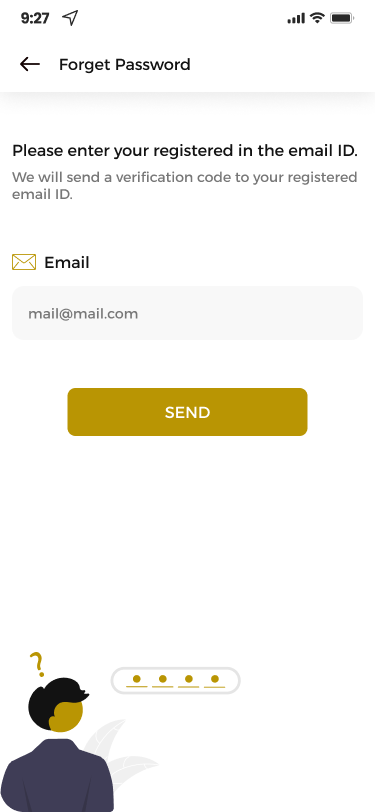 9:27
Forget Password
Please enter your registered in the email ID.
We will send a verification code to your registered
email ID.
Email
mail@mail.com
SEND
?